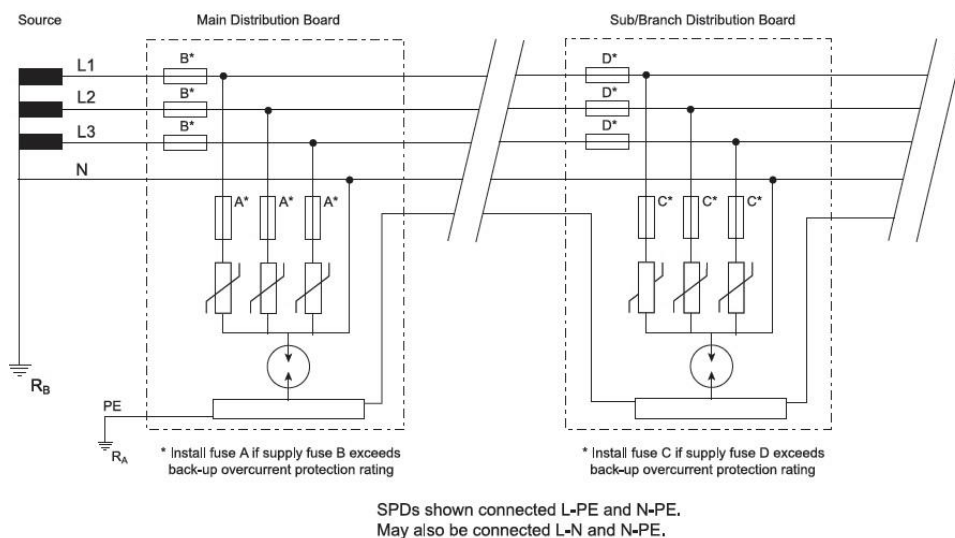 Source
Main Distribution Board
Sub/Branch Distribution Board
L1
B*
D*
L2
B*
D*
L3
B*
D*
N
A*
A*
A*
C*
C*
C*
RB
PE
RA
* Install fuse A if supply fuse B exceeds
back-up overcurrent protection rating
* Install fuse C if supply fuse D exceeds
back-up overcurrent protection rating
SPDs shown connected L-PE and N-PE.
May also be connected L-N and N-PE.